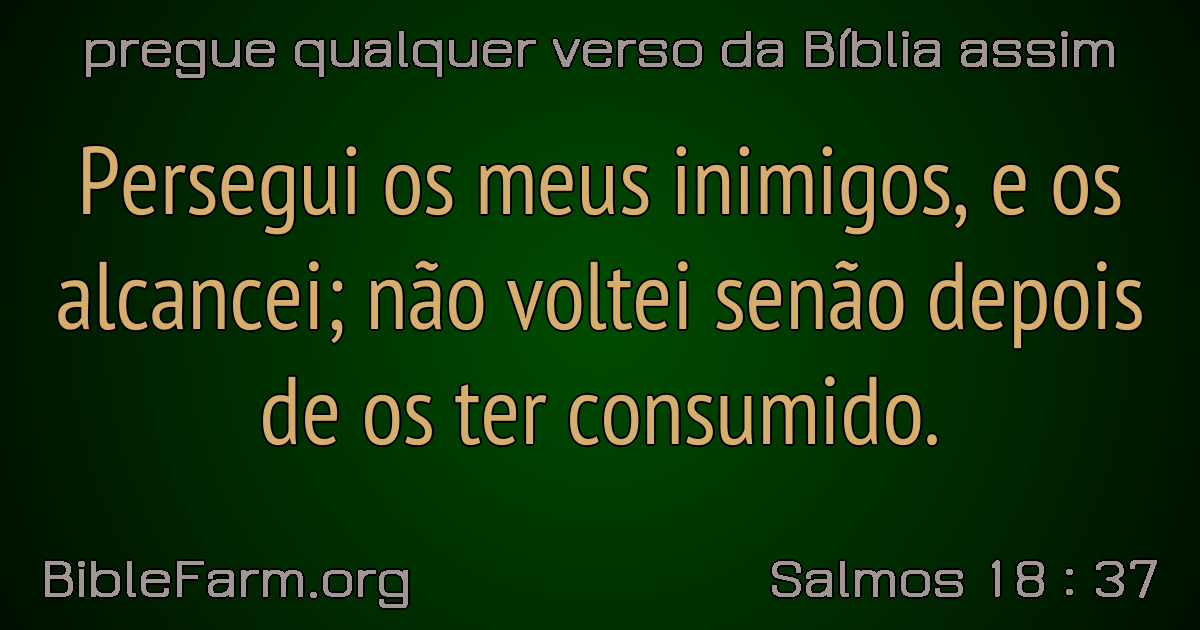 pregue qualquer verso da Bíblia assim
Persegui os meus inimigos, e os
alcancei; não voltei senão depois
de os ter consumido.
BibleFarm.org
Salmos 18 : 37